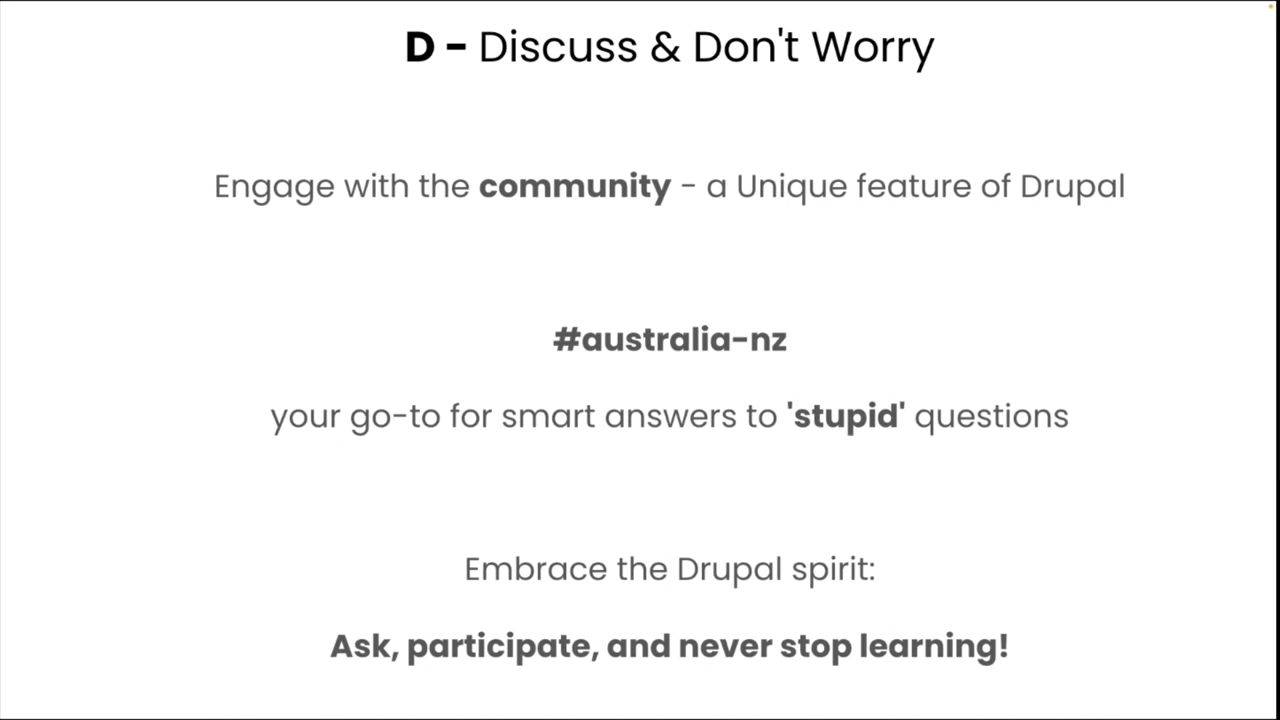 D - Discuss & Don't Worry
Engage with the community - a Unique feature of Drupal
#australia-nz
your go-to for smart answers to 'stupid' questions
Embrace the Drupal spirit:
Ask, participate, and never stop learning!